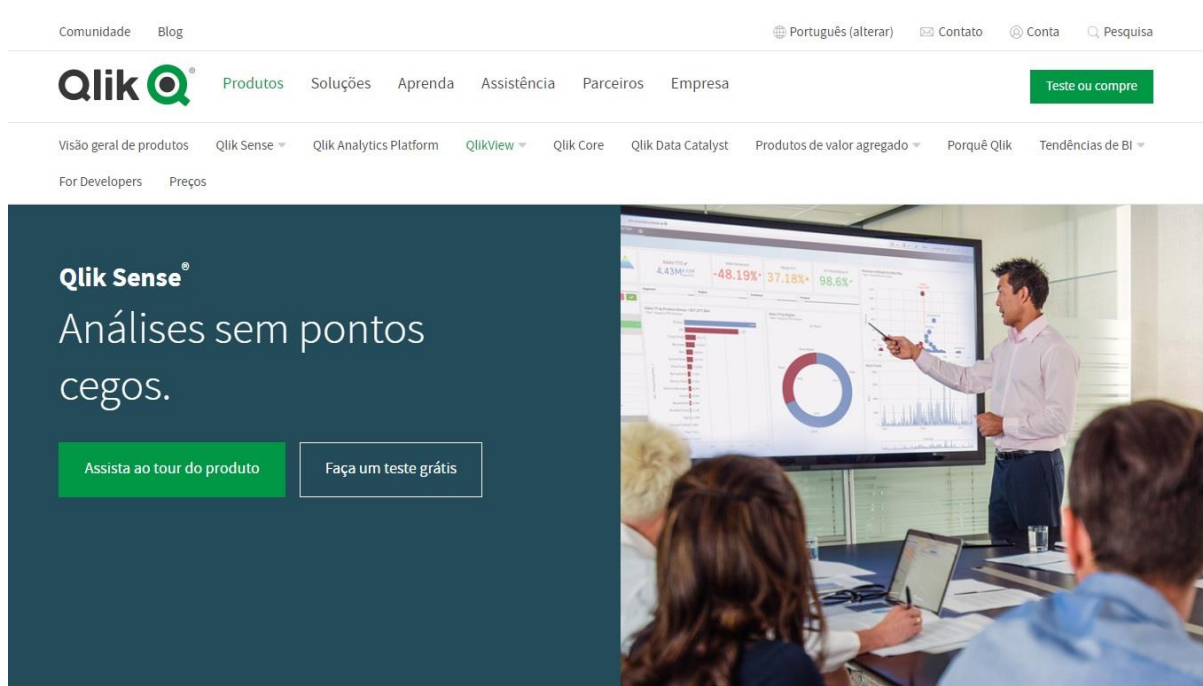 Comunidade Blog Português (alterar) Contato Conta Pesquisa
Qlik ® Produtos Soluções Aprenda Assistência Parceiros Empresa Teste ou compre
Visão geral de produtos Qlik Sense Qlik Analytics Platform QlikView Qlik Core Qlik Data Catalyst Produtos de valor agregado Porquê Qlik Tendências de BI
For Developers Preços
Qlik Sense®
Análises sem pontos
cegos.
Assista ao tour do produto Faça um teste grátis
4.43M -48.19% 37.18% 98.6%